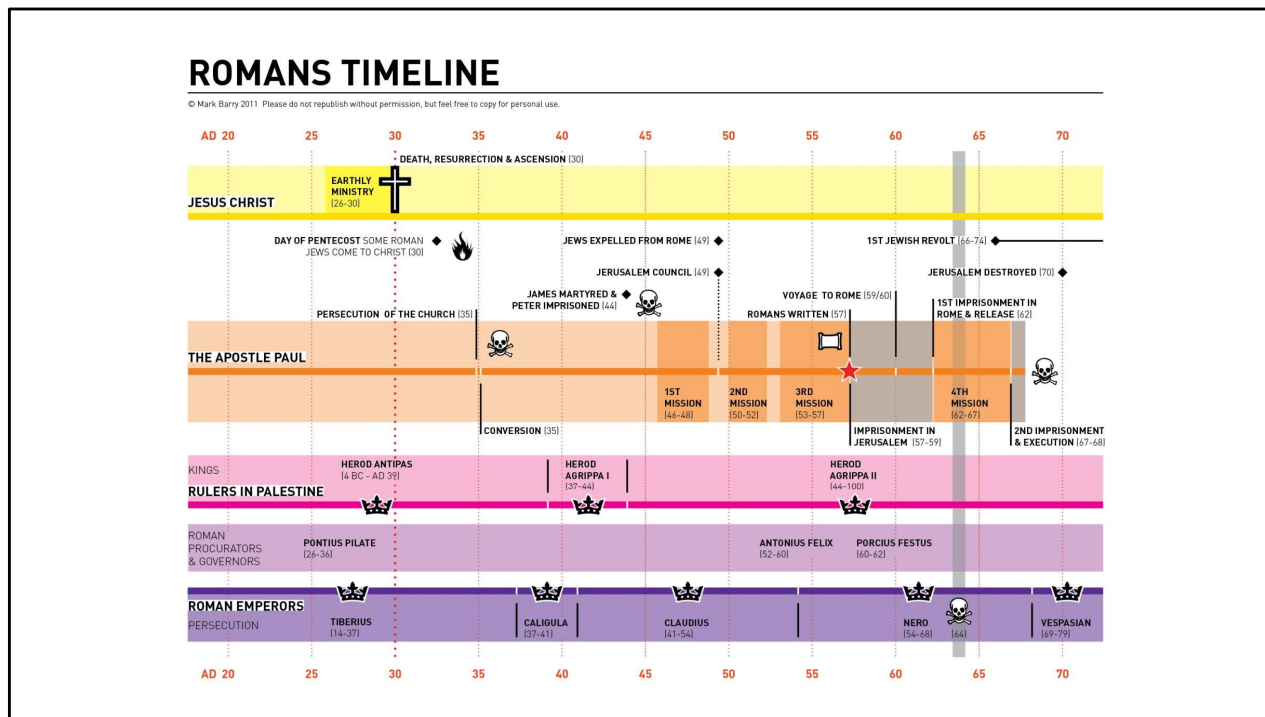 ROMANS TIMELINE
© Mark Barry 2011 Please do not republish without permission, but feel free to copy for personal use.
AD 20 25 30 35 40 45 50 55 60 65 70
DEATH, RESURRECTION & ASCENSION (30)
EARTHLY
MINISTRY
(26-30)
JESUS CHRIST
DAY OF PENTECOST SOME ROMAN
JEWS COME TO CHRIST (30)
JEWS EXPELLED FROM ROME (49)
1ST JEWISH REVOLT (66-74)
JERUSALEM COUNCIL (49)
JERUSALEM DESTROYED (70)
JAMES MARTYRED &
PETER IMPRISONED
(44)
VOYAGE TO ROME (59/60)
PERSECUTION OF THE CHURCH (35)
ROMANS WRITTEN (57)
1ST IMPRISONMENT IN
ROME & RELEASE (62)
THE APOSTLE PAUL
1ST
MISSION
(46-48)
2ND
MISSION
(50-52)
3RD
MISSION
(53-57)
4TH
MISSION
(62-67)
CONVERSION (35)
IMPRISONMENT IN
JERUSALEM (57-59)
2ND IMPRISONMENT
& EXECUTION (67-68)
KINGS
HEROD ANTIPAS
(4 BC - AD 39)
HEROD
AGRIPPA I
(37-44)
HEROD
AGRIPPA II
(44-100)
RULERS IN PALESTINE
ROMAN
PROCURATORS
& GOVERNORS
PONTIUS PILATE
(26-36)
ANTONIUS FELIX
(52-60)
PORCIUS FESTUS
(60-62)
ROMAN EMPERORS
PERSECUTION
TIBERIUS
(14-37)
CALIGULA
(37-41)
CLAUDIUS
(41-54)
NERO
(54-68)
(64)
VESPASIAN
(69-79)
AD 20 25 30 35 40 45 50 55 60 65 70